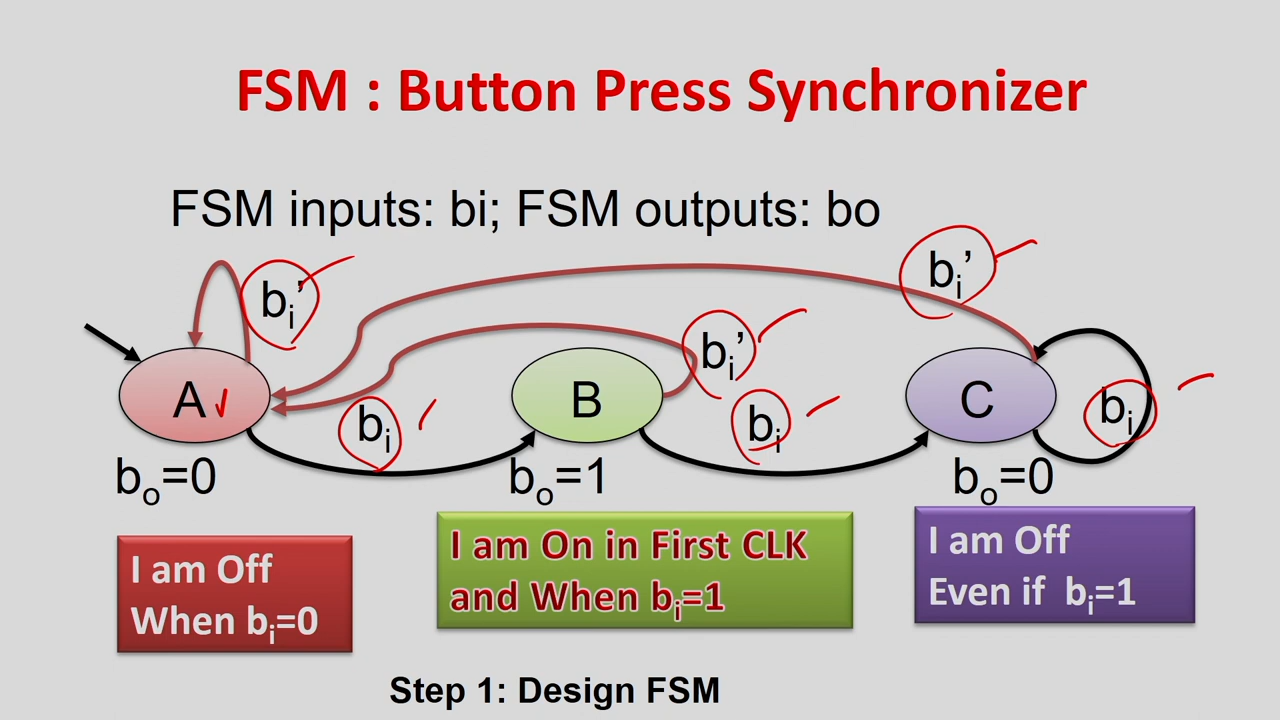 FSM : Button Press Synchronizer
FSM inputs: bi; FSM outputs: bo
bi’
bi’
bi’
A
B
C
bi
bi
bi
bo=0
bo=1
bo=0
I am Off
When bi=0
I am On in First CLK
and When bi=1
I am Off
Even if bi=1
Step 1: Design FSM